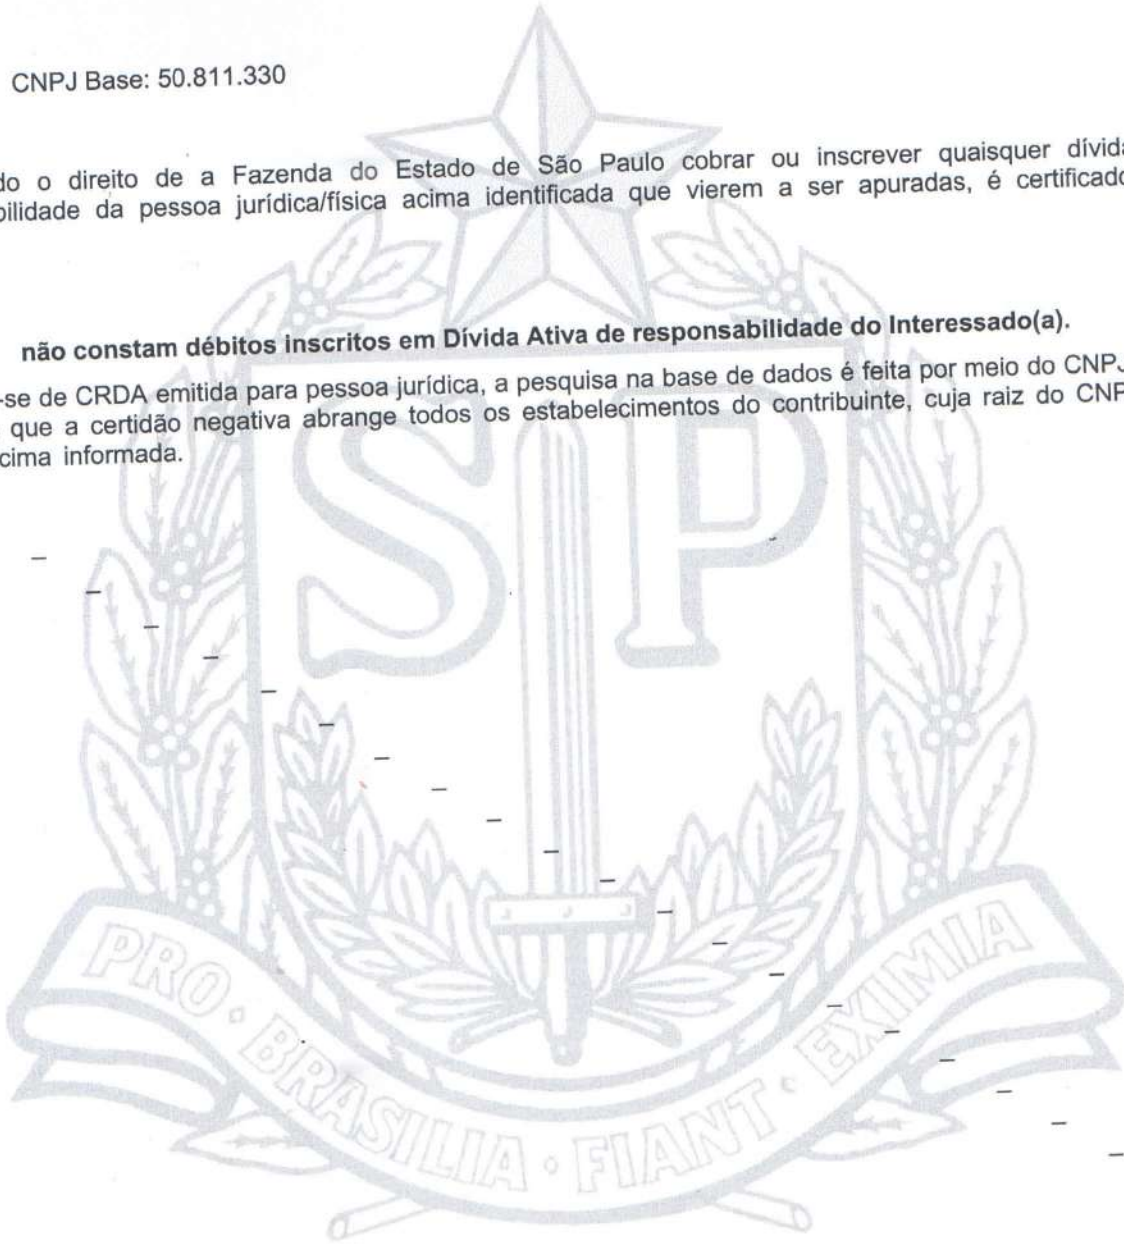 CNPJ Base: 50.811.330
do o direito de a Fazenda do Estado de São Paulo cobrar ou inscrever quaisquer dívida
bilidade da pessoa jurídica/física acima identificada que vierem a ser apuradas, é certificado
não constam débitos inscritos em Dívida Ativa de responsabilidade do Interessado(a).
-se de CRDA emitida para pessoa jurídica, a pesquisa na base de dados é feita por meio do CNPJ
que a certidão negativa abrange todos os estabelecimentos do contribuinte, cuja raiz do CNP
cima informada.
SP
PRO · BRASILIA · FIANT · EXIMIA